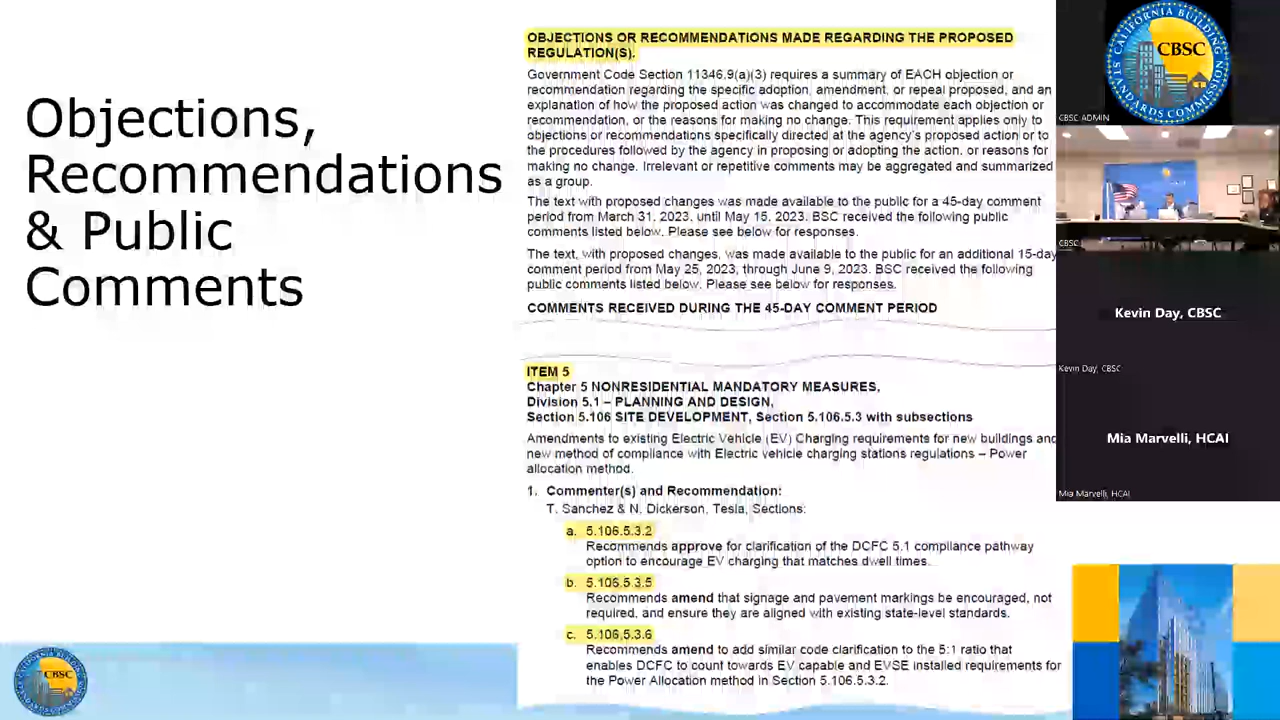 Objections,
Recommendations
& Public
Comments
OBJECTIONS OR RECOMMENDATIONS MADE REGARDING THE PROPOSED
REGULATION(S).
Government Code Section 11346.9(a)(3) requires a summary of EACH objection or
recommendation regarding the specific adoption, amendment, or repeal proposed, and an
explanation of how the proposed action was changed to accommodate each objection or
recommendation, or the reasons for making no change. This requirement applies only to
objections or recommendations specifically directed at the agency's proposed action or to
the procedures followed by the agency in proposing or adopting the action, or reasons for
making no change. Irrelevant or repetitive comments may be aggregated and summarized
as a group.
The text with proposed changes was made available to the public for a 45-day comment
period from March 31, 2023, until May 15, 2023. BSC received the following public
comments listed below. Please see below for responses.
The text, with proposed changes, was made available to the public for an additional 15-day
comment period from May 25, 2023, through June 9, 2023. BSC received the following
public comments listed below. Please see below for responses.
COMMENTS RECEIVED DURING THE 45-DAY COMMENT PERIOD
ITEM 5
Chapter 5 NONRESIDENTIAL MANDATORY MEASURES,
Division 5.1 – PLANNING AND DESIGN,
Section 5.106 SITE DEVELOPMENT, Section 5.106.5.3 with subsections
Amendments to existing Electric Vehicle (EV) Charging requirements for new buildings and
new method of compliance with Electric vehicle charging stations regulations – Power
allocation method.
1. Commenter(s) and Recommendation:
T. Sanchez & N. Dickerson, Tesla, Sections:
a. 5.106.5.3.2
Recommends approve for clarification of the DCFC 5.1 compliance pathway
option to encourage EV charging that matches dwell times.
b. 5.106.5.3.5
Recommends amend that signage and pavement markings be encouraged, not
required, and ensure they are aligned with existing state-level standards.
c. 5.106.5.3.6
Recommends amend to add similar code clarification to the 5:1 ratio that
enables DCFC to count towards EV capable and EVSE installed requirements for
the Power Allocation method in Section 5.106.5.3.2.
CALIFORNIA BUILDING STANDARDS COMMISSION
CBSC
CBSC ADMIN
CBSC
Kevin Day, CBSC
Kevin Day, CBSC
Mia Marvelli, HCAI
Mia Marvelli, HCAI
CBSC